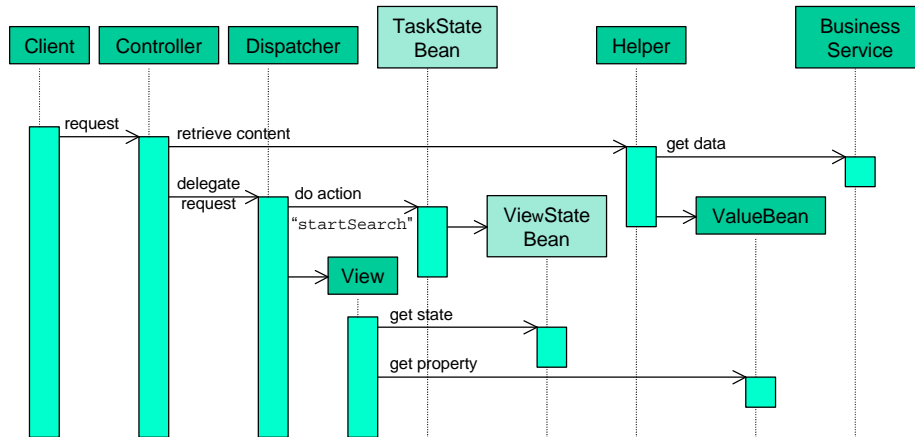 Client
Controller
Dispatcher
TaskState
Bean
Helper
Business
Service
request
retrieve content
get data
delegate
request
do action
“startSearch"
ViewState
Bean
ValueBean
View
get state
get property